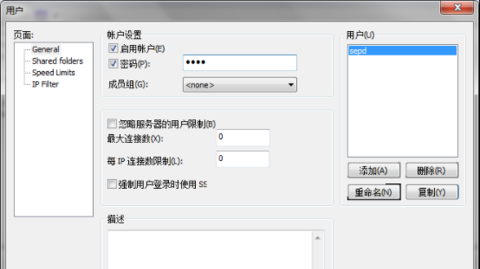 用户
页面:
General
Shared folders
Speed Limits
IP Filter
帐户设置
启用帐户(E)
密码(P):
●●●●
成员组(G):
<none>
忽略服务器的用户限制(B)
最大连接数(X):
0
每 IP 连接数限制(L):
0
强制用户登录时使用 SS
描述
用户(U)
sepd
添加(A)
删除(R)
重命名(N)
复制(Y)